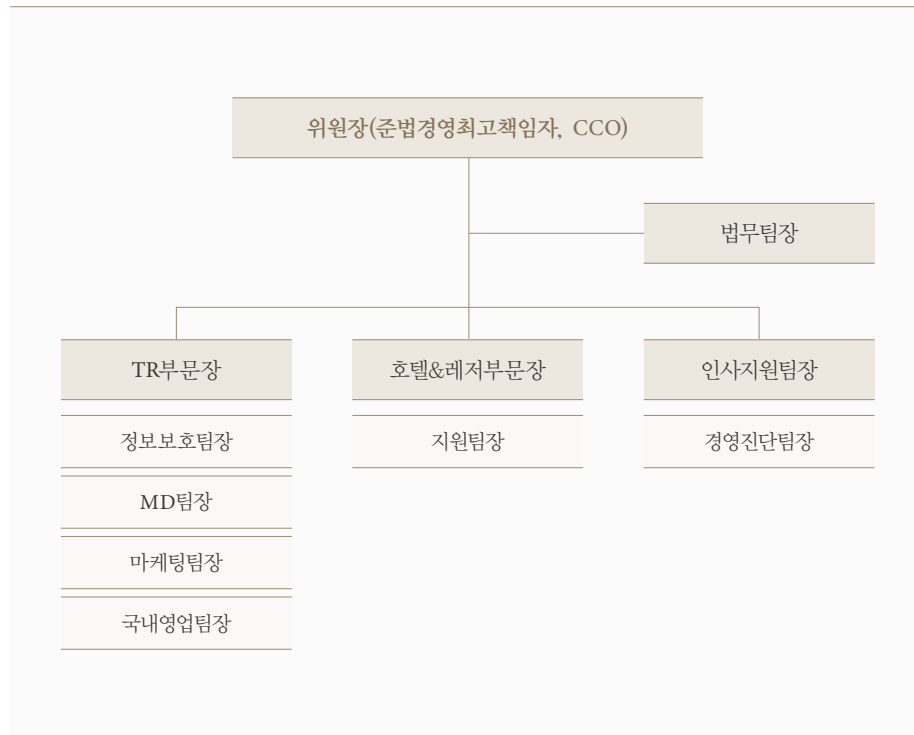 위원장(준법경영최고책임자, CCO)
법무팀장
TR부문장
호텔&레저부문장
인사지원팀장
정보보호팀장
지원팀장
경영진단팀장
MD팀장
마케팅팀장
국내영업팀장